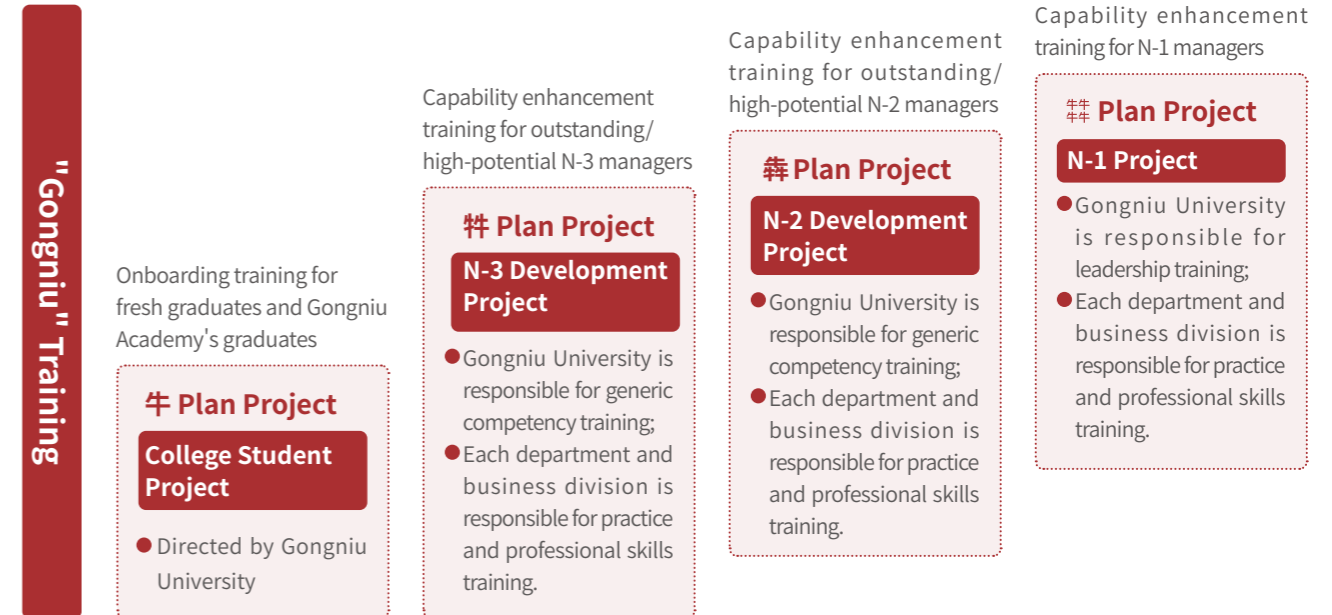 "Gongniu" Training
Onboarding training for
fresh graduates and Gongniu
Academy's graduates
牛 Plan Project
College Student
Project
● Directed by Gongniu
University
Capability enhancement
training for outstanding/
high-potential N-3 managers
牪 Plan Project
N-3 Development
Project
● Gongniu University is
responsible for generic
competency training;
● Each department and
business division is
responsible for practice
and professional skills
training.
Capability enhancement
training for outstanding/
high-potential N-2 managers
犇 Plan Project
N-2 Development
Project
● Gongniu University is
responsible for generic
competency training;
● Each department and
business division is
responsible for practice
and professional skills
training.
Capability enhancement
training for N-1 managers
𤛭 Plan Project
N-1 Project
● Gongniu University
is responsible for
leadership training;
● Each department and
business division is
responsible for practice
and professional skills
training.